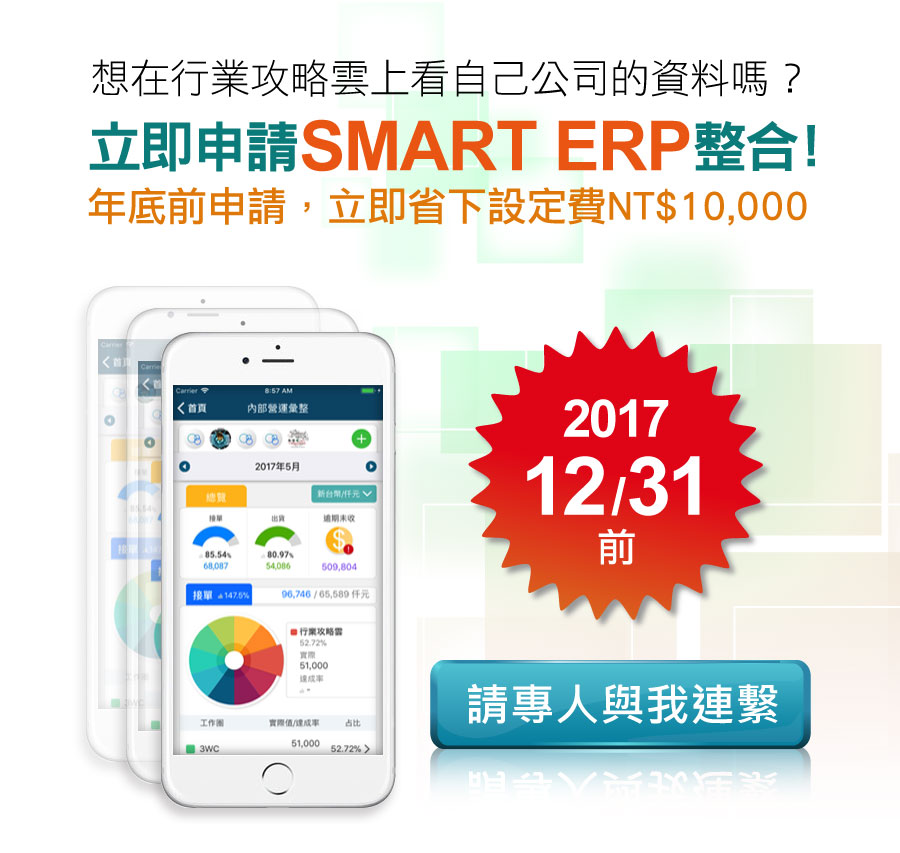 想在行業攻略雲上看自己公司的資料嗎？
立即申請SMART ERP整合!
年底前申請，立即省下設定費NT$10,000
Carrier 8:57 AM
首頁 內部營運彙整
2017年5月
總覽 新台幣/仟元
接單 出貨 逾期未收
85.54% 80.97%
68,087 54,086 509,804
接單 147.5% 96,746 / 65,589 仟元
行業攻略雲
52.72%
實際
51,000
達成率
工作圈 實際值/達成率 占比
3WC 51,000 52.72%
2017
12/31
前
請專人與我連繫